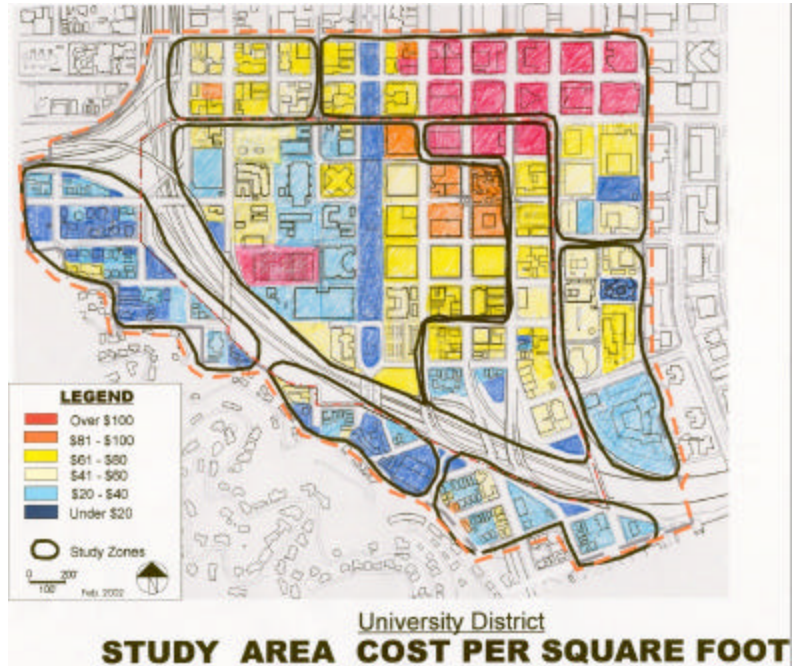 LEGEND
Over $100
$81 - $100
$61 - $80
$41 - $60
$20 - $40
Under $20
Study Zones
0 200'
100'
Feb. 2002
University District
STUDY AREA COST PER SQUARE FOOT